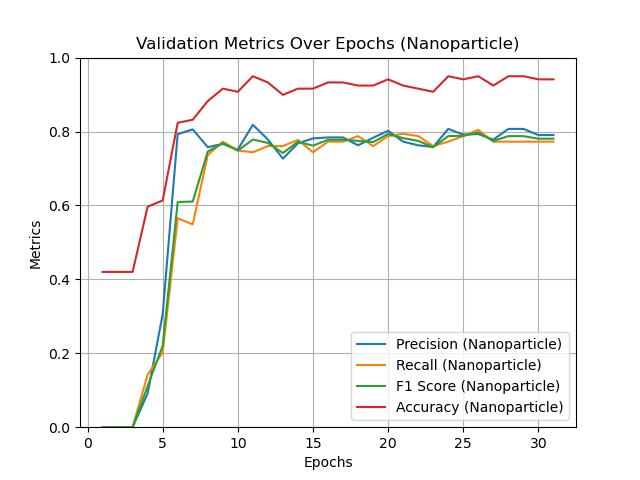 Validation Metrics Over Epochs (Nanoparticle)
1.0
0.8
0.6
0.4
0.2
0.0
Metrics
0 5 10 15 20 25 30
Epochs
Precision (Nanoparticle)
Recall (Nanoparticle)
F1 Score (Nanoparticle)
Accuracy (Nanoparticle)